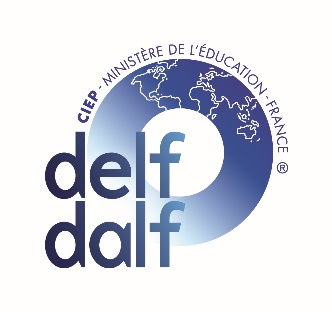 CIEP - MINISTÈRE DE L'ÉDUCATION - FRANCE ®
delf
dalf